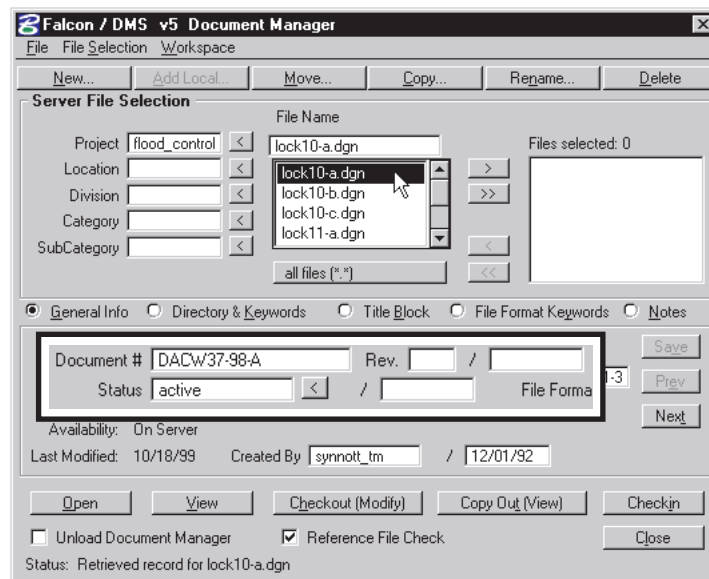 Falcon / DMS v5 Document Manager
File File Selection Workspace
New... Add Local... Move... Copy... Rename... Delete
Server File Selection
File Name
Project flood_control < lock10-a.dgn Files selected: 0
Location < lock10-a.dgn >
Division < lock10-b.dgn >>
Category < lock10-c.dgn
SubCategory < lock11-a.dgn <
all files (*.*) <<
General Info Directory & Keywords Title Block File Format Keywords Notes
Document # DACW37-98-A Rev. / Save
Status active < / File Forma 1-3 Prev
Next
Availability: On Server
Last Modified: 10/18/99 Created By synnott_tm / 12/01/92
Open View Checkout (Modify) Copy Out (View) Checkin
Unload Document Manager Reference File Check Close
Status: Retrieved record for lock10-a.dgn